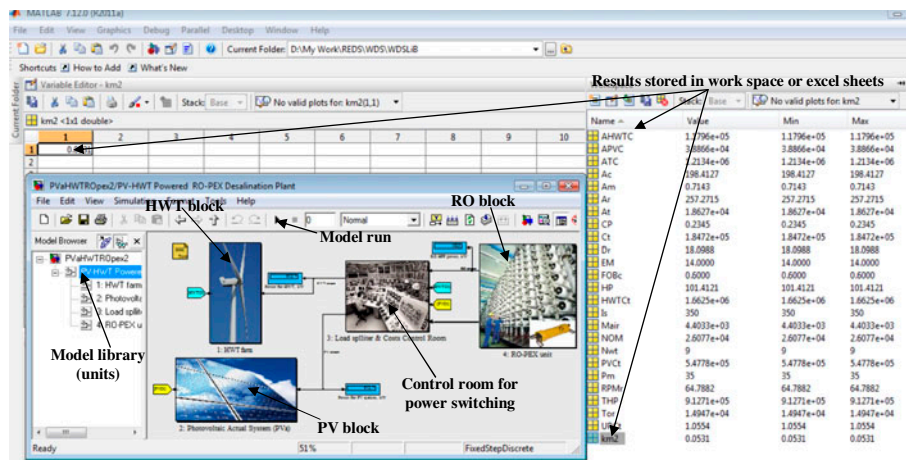 MATLAB 7.12.0 (R2011a)
File Edit View Graphics Debug Parallel Desktop Window Help
Current Folder: D:\My Work\REDS\WDS\WDSLiB
Shortcuts How to Add What's New
Current Folder
Variable Editor - km2
Stack: Base No valid plots for: km2(1,1)
km2 <1x1 double>
1 2 3 4 5 6 7 8 9 10
1
2
3
Results stored in work space or excel sheets
Stack: Base No valid plots for: km2
Name Value Min Max
AHWTC 1.1796e+05 1.1796e+05 1.1796e+05
APVC 3.8866e+04 3.8866e+04 3.8866e+04
ATC 1.2134e+06 1.2134e+06 1.2134e+06
Ac 198.4127 198.4127 198.4127
Am 0.7143 0.7143 0.7143
Ar 257.2715 257.2715 257.2715
At 1.8627e+04 1.8627e+04 1.8627e+04
CP 0.2345 0.2345 0.2345
Ct 1.8472e+05 1.8472e+05 1.8472e+05
Dr 18.0988 18.0988 18.0988
EM 14.0000 14.0000 14.0000
FOBc 0.6000 0.6000 0.6000
HP 101.4121 101.4121 101.4121
HWTCt 1.6625e+06 1.6625e+06 1.6625e+06
Is 350 350 350
Mair 4.4033e+03 4.4033e+03 4.4033e+03
NOM 2.6077e+04 2.6077e+04 2.6077e+04
Nwt 9 9 9
PVCt 5.4778e+05 5.4778e+05 5.4778e+05
Pm 35 35 35
RPMr 64.7882 64.7882 64.7882
THP 9.1271e+05 9.1271e+05 9.1271e+05
Tor 1.4947e+04 1.4947e+04 1.4947e+04
1.0554 1.0554 1.0554
km2 0.0531 0.0531 0.0531
PVaHWTROpex2/PV-HWT Powered RO-PEX Desalination Plant
File Edit View Simulation Format Tools Help
HWT block
RO block
Normal
Model run
Model Browser
PVaHWTROpex2
PV-HWT Powere
1: HWT farm
2: Photovolta
3: Load splite
4: RO-PEX u
Model library
(units)
1: HWT farm
3: Load spliter & Costs Control Room
4: RO-PEX unit
Control room for
power switching
PV block
2: Photovoltaic Actual System (PVa)
Ready 51% FixedStepDiscrete